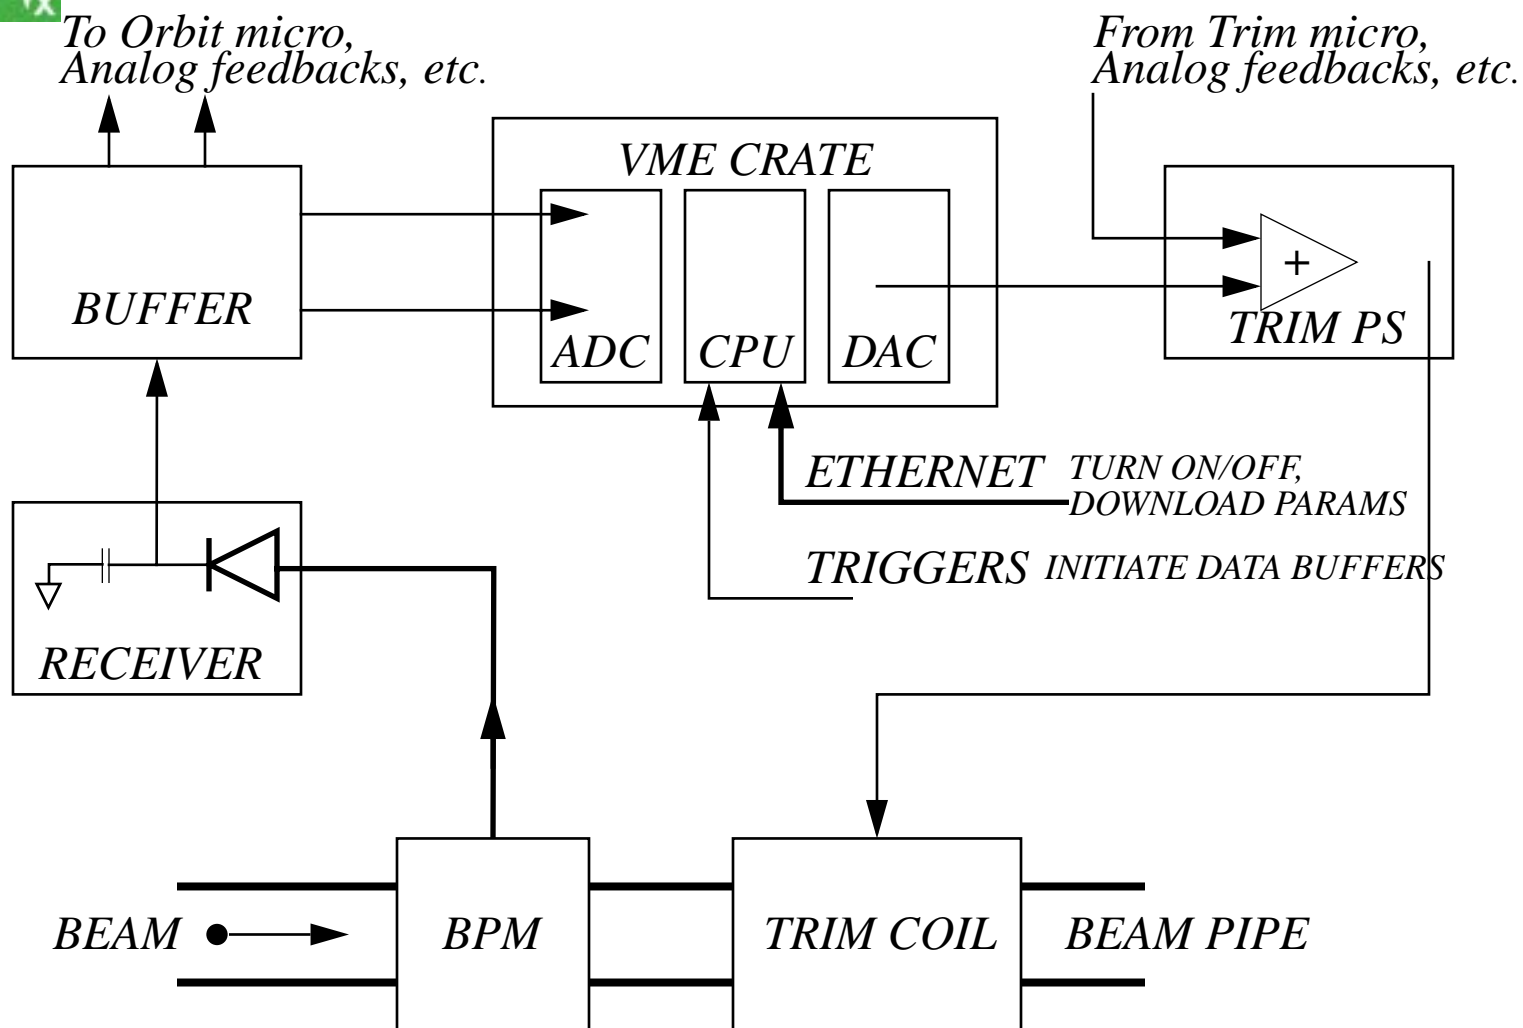 To Orbit micro,
Analog feedbacks, etc.
From Trim micro,
Analog feedbacks, etc.
VME CRATE
BUFFER
ADC
CPU
DAC
+
TRIM PS
ETHERNET TURN ON/OFF,
DOWNLOAD PARAMS
TRIGGERS INITIATE DATA BUFFERS
RECEIVER
BEAM
BPM
TRIM COIL
BEAM PIPE